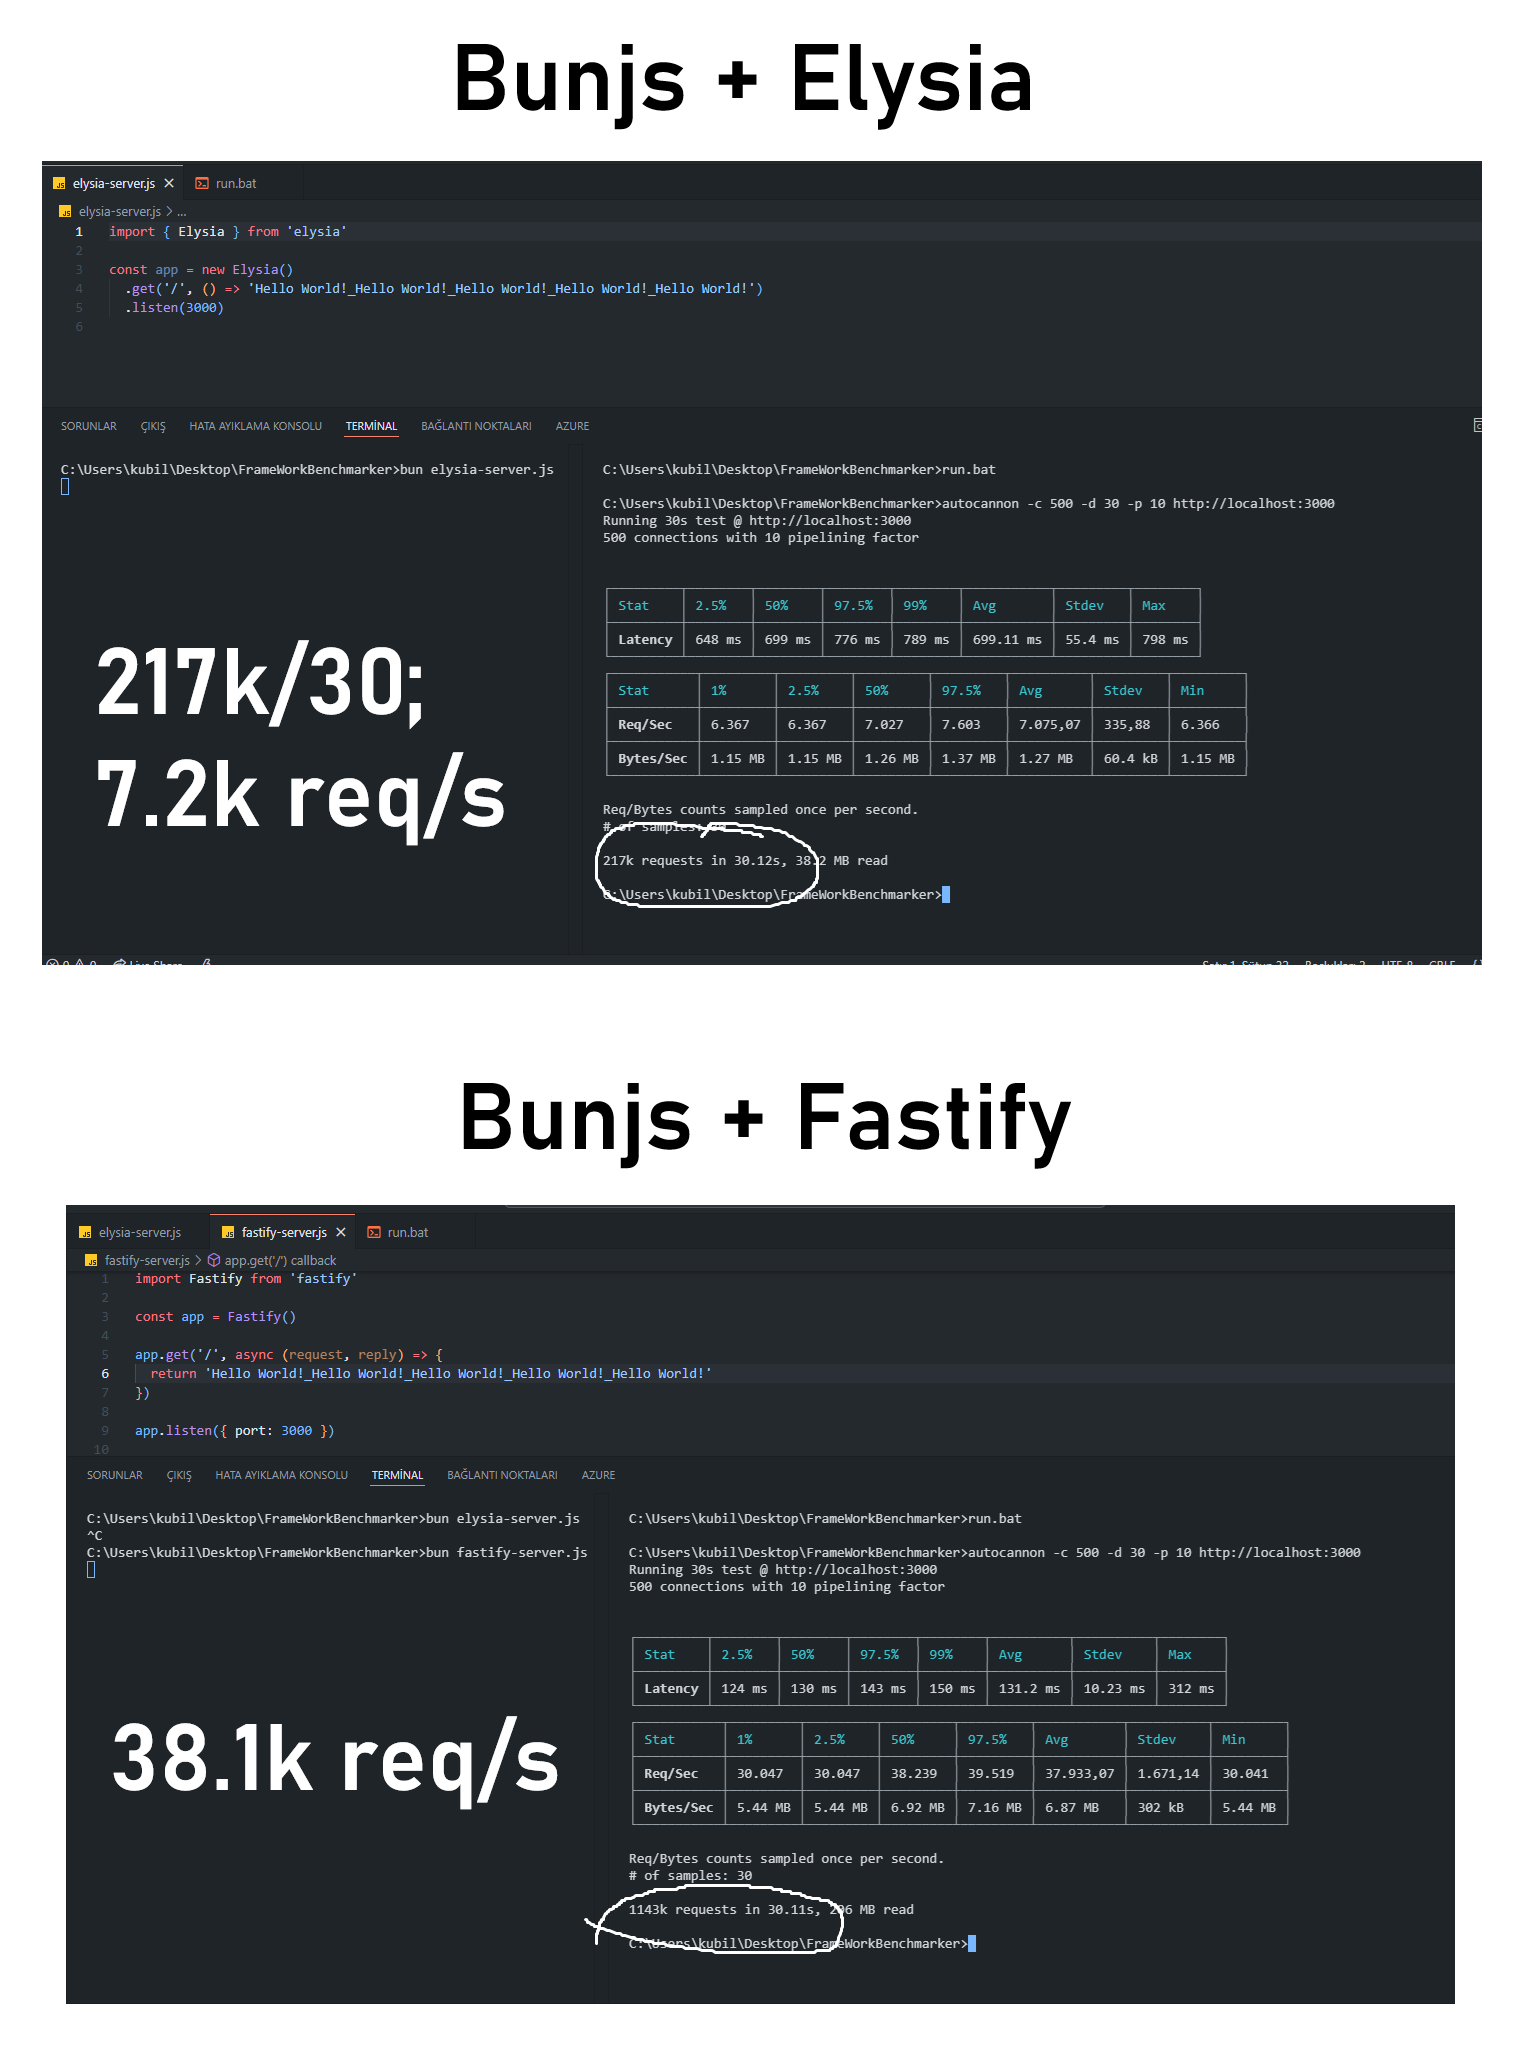 Bunjs + Elysia
elysia-server.js run.bat
elysia-server.js > ...
1 import { Elysia } from 'elysia'
2
3 const app = new Elysia()
4 .get('/', () => 'Hello World!_Hello World!_Hello World!_Hello World!_Hello World!')
5 .listen(3000)
6
SORUNLAR ÇIKIŞ HATA AYIKLAMA KONSOLU TERMİNAL BAĞLANTI NOKTALARI AZURE
C:\Users\kubil\Desktop\FrameWorkBenchmarker>bun elysia-server.js
217k/30;
7.2k req/s
C:\Users\kubil\Desktop\FrameWorkBenchmarker>run.bat
C:\Users\kubil\Desktop\FrameWorkBenchmarker>autocannon -c 500 -d 30 -p 10 http://localhost:3000
Running 30s test @ http://localhost:3000
500 connections with 10 pipelining factor
Stat 2.5% 50% 97.5% 99% Avg Stdev Max
Latency 648 ms 699 ms 776 ms 789 ms 699.11 ms 55.4 ms 798 ms
Stat 1% 2.5% 50% 97.5% Avg Stdev Min
Req/Sec 6.367 6.367 7.027 7.603 7.075,07 335,88 6.366
Bytes/Sec 1.15 MB 1.15 MB 1.26 MB 1.37 MB 1.27 MB 60.4 kB 1.15 MB
Req/Bytes counts sampled once per second.
# of samples: 30
217k requests in 30.12s, 38.2 MB read
C:\Users\kubil\Desktop\FrameWorkBenchmarker>
Bunjs + Fastify
elysia-server.js fastify-server.js run.bat
fastify-server.js > app.get('/') callback
1 import Fastify from 'fastify'
2
3 const app = Fastify()
4
5 app.get('/', async (request, reply) => {
6 return 'Hello World!_Hello World!_Hello World!_Hello World!_Hello World!'
7 })
8
9 app.listen({ port: 3000 })
10
SORUNLAR ÇIKIŞ HATA AYIKLAMA KONSOLU TERMİNAL BAĞLANTI NOKTALARI AZURE
C:\Users\kubil\Desktop\FrameWorkBenchmarker>bun elysia-server.js
^C
C:\Users\kubil\Desktop\FrameWorkBenchmarker>bun fastify-server.js
38.1k req/s
C:\Users\kubil\Desktop\FrameWorkBenchmarker>run.bat
C:\Users\kubil\Desktop\FrameWorkBenchmarker>autocannon -c 500 -d 30 -p 10 http://localhost:3000
Running 30s test @ http://localhost:3000
500 connections with 10 pipelining factor
Stat 2.5% 50% 97.5% 99% Avg Stdev Max
Latency 124 ms 130 ms 143 ms 150 ms 131.2 ms 10.23 ms 312 ms
Stat 1% 2.5% 50% 97.5% Avg Stdev Min
Req/Sec 30.047 30.047 38.239 39.519 37.933,07 1.671,14 30.041
Bytes/Sec 5.44 MB 5.44 MB 6.92 MB 7.16 MB 6.87 MB 302 kB 5.44 MB
Req/Bytes counts sampled once per second.
# of samples: 30
1143k requests in 30.11s, 206 MB read
C:\Users\kubil\Desktop\FrameWorkBenchmarker>